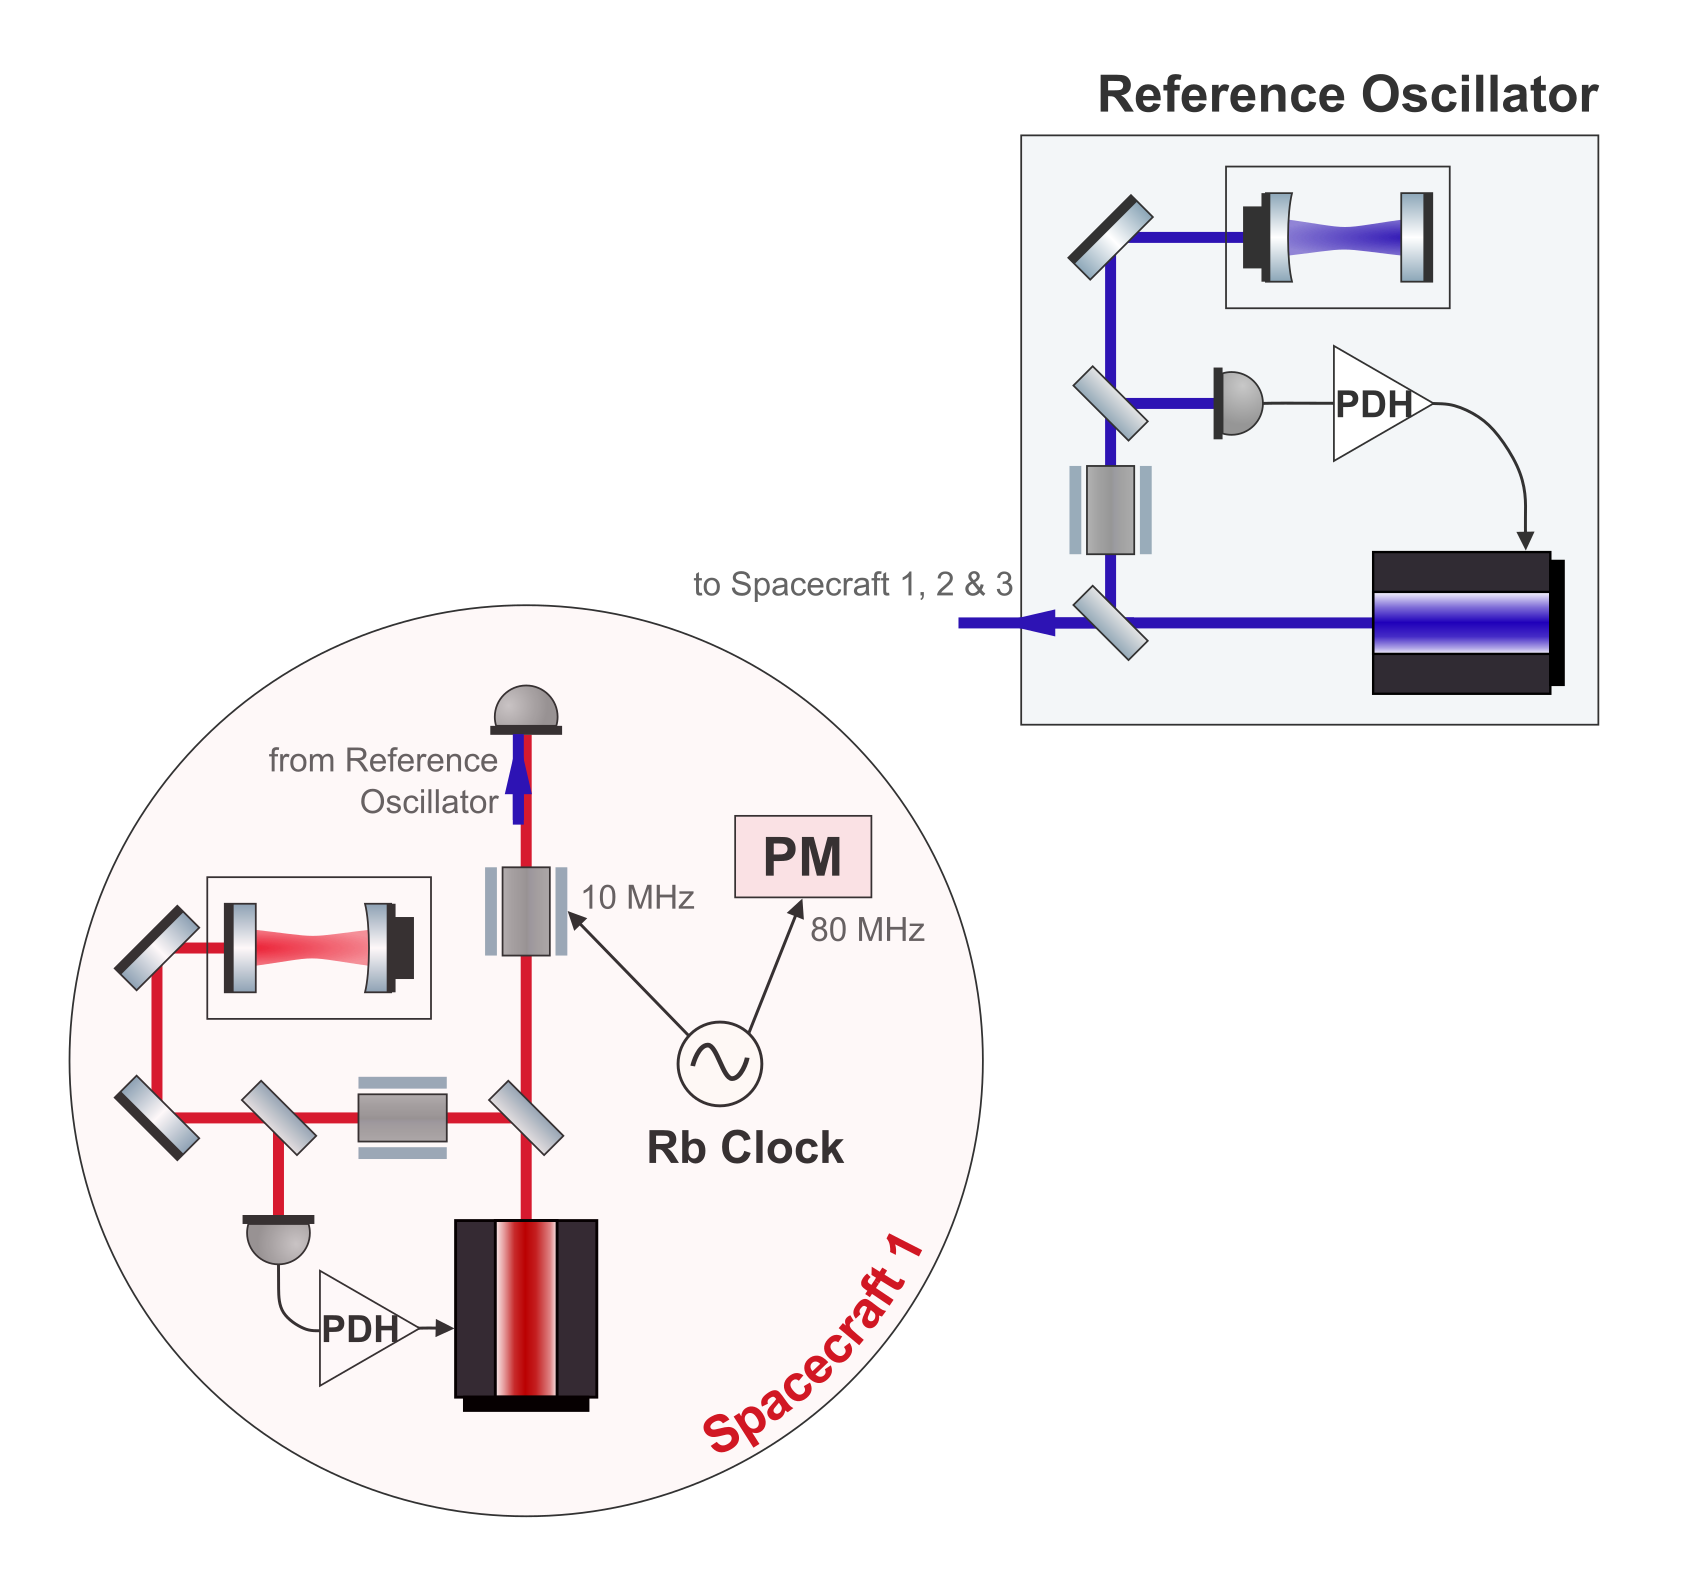 Reference Oscillator
PDH
to Spacecraft 1, 2 & 3
from Reference
Oscillator
PM
10 MHz
80 MHz
Rb Clock
PDH
Spacecraft 1